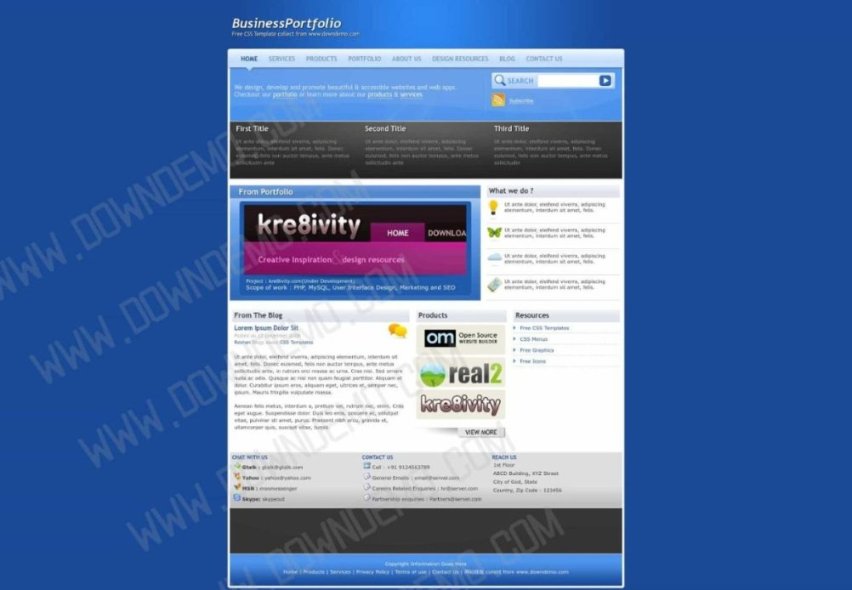 BusinessPortfolio
Free CSS Template collect from www.downdemo.com
HOME SERVICES PRODUCTS PORTFOLIO ABOUT US DESIGN RESOURCES BLOG CONTACT US
We design, develop and promote beautiful & accessible websites and web apps.
Checkout our portfolio or learn more about our products & services.
SEARCH
Subscribe
First Title
Ut ante dolor, eleifend viverra, adipiscing
elementum, interdum sit amet, felis. Donec
euismod, felis non auctor tempus, ante metus
sollicitudin ante
Second Title
Ut ante dolor, eleifend viverra, adipiscing
elementum, interdum sit amet, felis. Donec
euismod, felis non auctor tempus, ante metus
sollicitudin ante
Third Title
Ut ante dolor, eleifend viverra, adipiscing
elementum, interdum sit amet, felis. Donec
euismod, felis non auctor tempus, ante metus
sollicitudin ante
From Portfolio
kre8ivity
HOME DOWNLOA
Creative Inspiration & design resources
Project : kre8ivity.com(Under Development)
Scope of work : PHP, MySQL, User Interface Design, Marketing and SEO
What we do ?
Ut ante dolor, eleifend viverra, adipiscing
elementum, interdum sit amet, felis.
Ut ante dolor, eleifend viverra, adipiscing
elementum, interdum sit amet, felis.
Ut ante dolor, eleifend viverra, adipiscing
elementum, interdum sit amet, felis.
Ut ante dolor, eleifend viverra, adipiscing
elementum, interdum sit amet, felis.
From The Blog
Lorem Ipsum Dolor Sit
CSS Templates
Ut ante dolor, eleifend viverra, adipiscing elementum, interdum sit
amet, felis. Donec euismod, felis non auctor tempus, ante metus
sollicitudin ante, in rutrum orci massa ac urna. Cras nisi. Sed ornare
nulla ac odio. Quisque ac nisi non quam feugiat porttitor. Aliquam et
dolor. Curabitur ipsum eros, aliquam eget, ultrices et, semper nec,
ipsum. Mauris fringilla vulputate massa.
Aenean felis metus, interdum a, pretium vel, rutrum nec, enim. Cras
eget augue. Suspendisse dolor. Duis leo eros, posuere ac, volutpat
vitae, pulvinar vitae, purus. Praesent nibh arcu, gravida et,
ullamcorper quis, suscipit vitae, tortor.
Products
om Open Source
WEBSITE BUILDER
real2
kre8ivity
VIEW MORE
Resources
Free CSS Templates
CSS Menus
Free Graphics
Free Icons
CHAT WITH US
Gtalk : gtalk@gtalk.com
Yahoo : yahoo@yahoo.com
MSN :
Skype: skypeout
CONTACT US
Call : +91 9124563789
General Emails : email@server.com
Careers Related Enquiries : hr@server.com
Partnership enquiries : Partners@server.com
REACH US
1st Floor
ABCD Building, XYZ Street
City of God, State
Country, Zip Code : 123456
Copyright Information Goes Here
Home | Products | Services | Privacy Policy | Terms of use | Contact Us | collect from www.downdemo.com
WWW.DOWNDEMO.COM
WWW.DOWNDEMO.COM
WWW.DOWNDEMO.COM
WWW.DOWNDEMO.COM